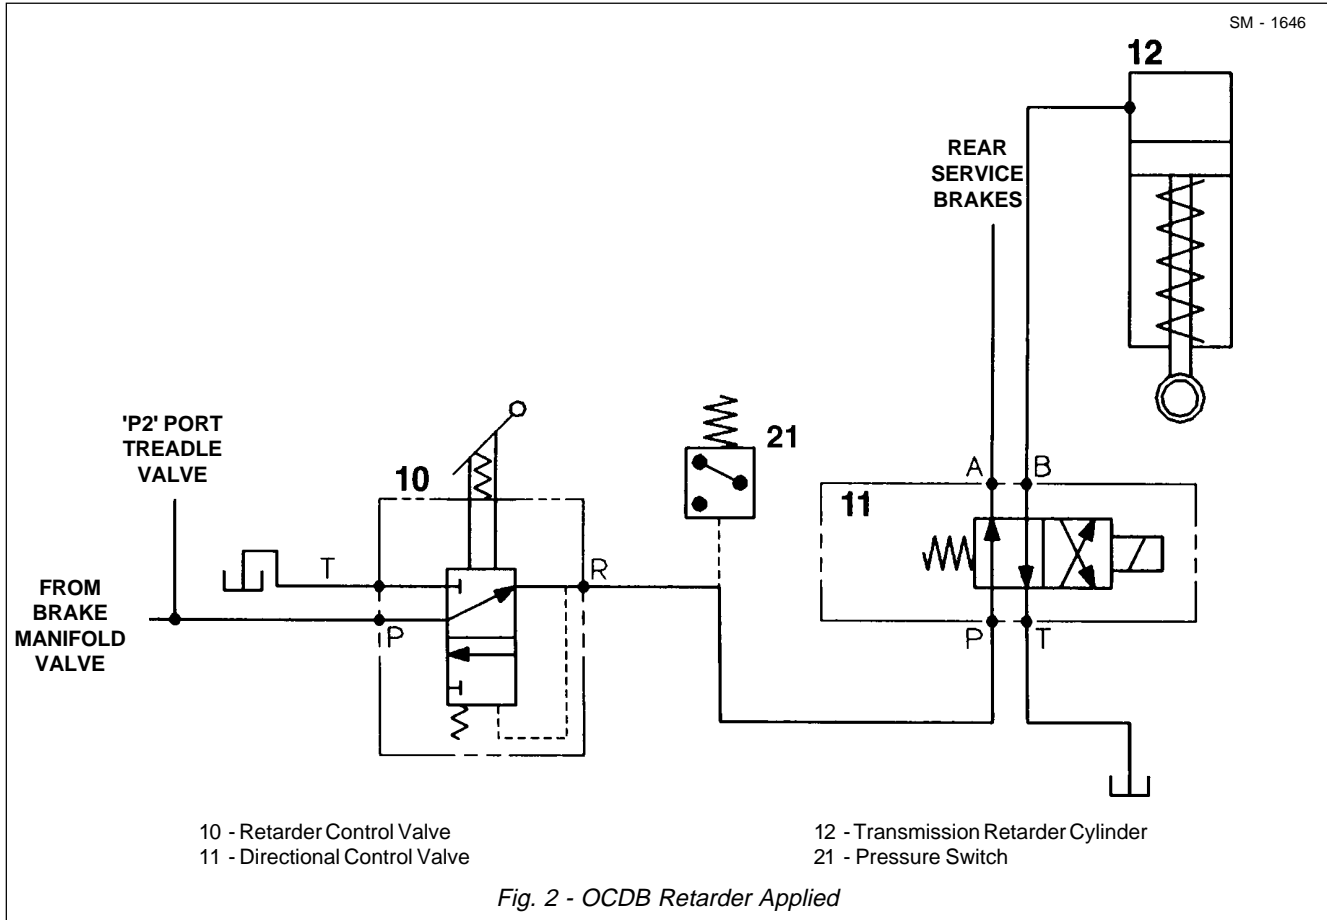 SM - 1646
12
REAR
SERVICE
BRAKES
'P2' PORT
TREADLE
VALVE
21
10
A
B
11
T
R
FROM
BRAKE
MANIFOLD
VALVE
P
P
T
10 - Retarder Control Valve
11 - Directional Control Valve
12 - Transmission Retarder Cylinder
21 - Pressure Switch
Fig. 2 - OCDB Retarder Applied